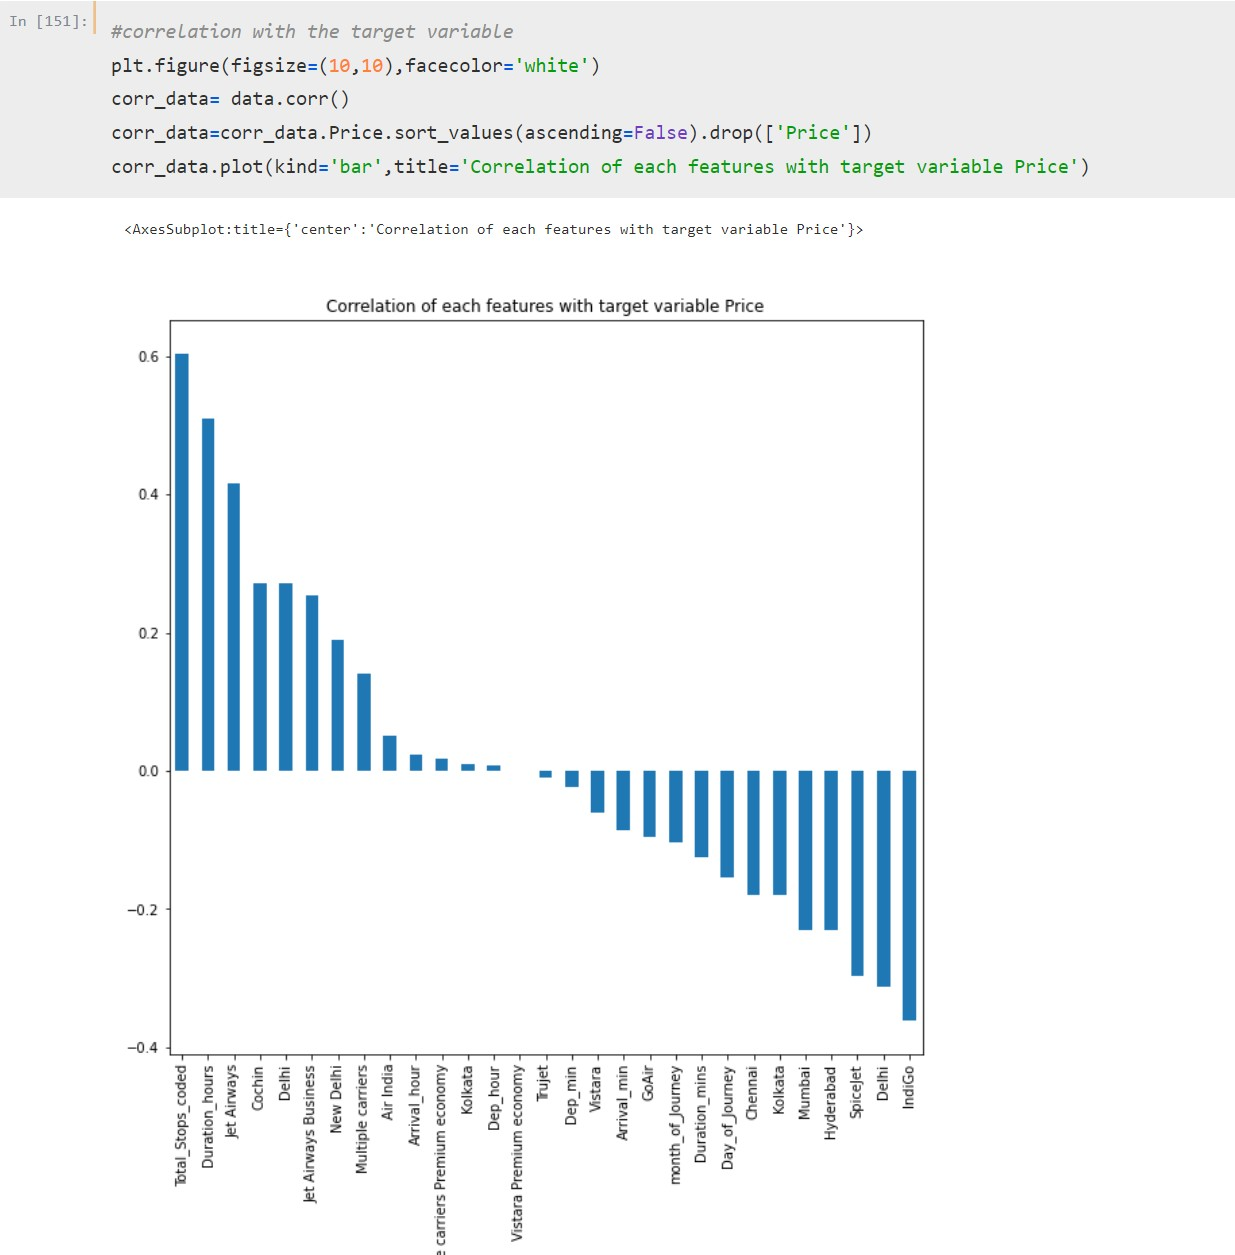 In [151]:
#correlation with the target variable
plt.figure(figsize=(10,10),facecolor='white')
corr_data= data.corr()
corr_data=corr_data.Price.sort_values(ascending=False).drop(['Price'])
corr_data.plot(kind='bar',title='Correlation of each features with target variable Price')
<AxesSubplot:title={'center':'Correlation of each features with target variable Price'}>
Correlation of each features with target variable Price
0.6
0.4
0.2
0.0
−0.2
−0.4
Total_Stops_coded
Duration_hours
Jet Airways
Cochin
Delhi
Jet Airways Business
New Delhi
Multiple carriers
Air India
Arrival_hour
e carriers Premium economy
Kolkata
Dep_hour
Vistara Premium economy
Trujet
Dep_min
Vistara
Arrival_min
GoAir
month_of_Journey
Duration_mins
Day_of_Journey
Chennai
Kolkata
Mumbai
Hyderabad
SpiceJet
Delhi
IndiGo